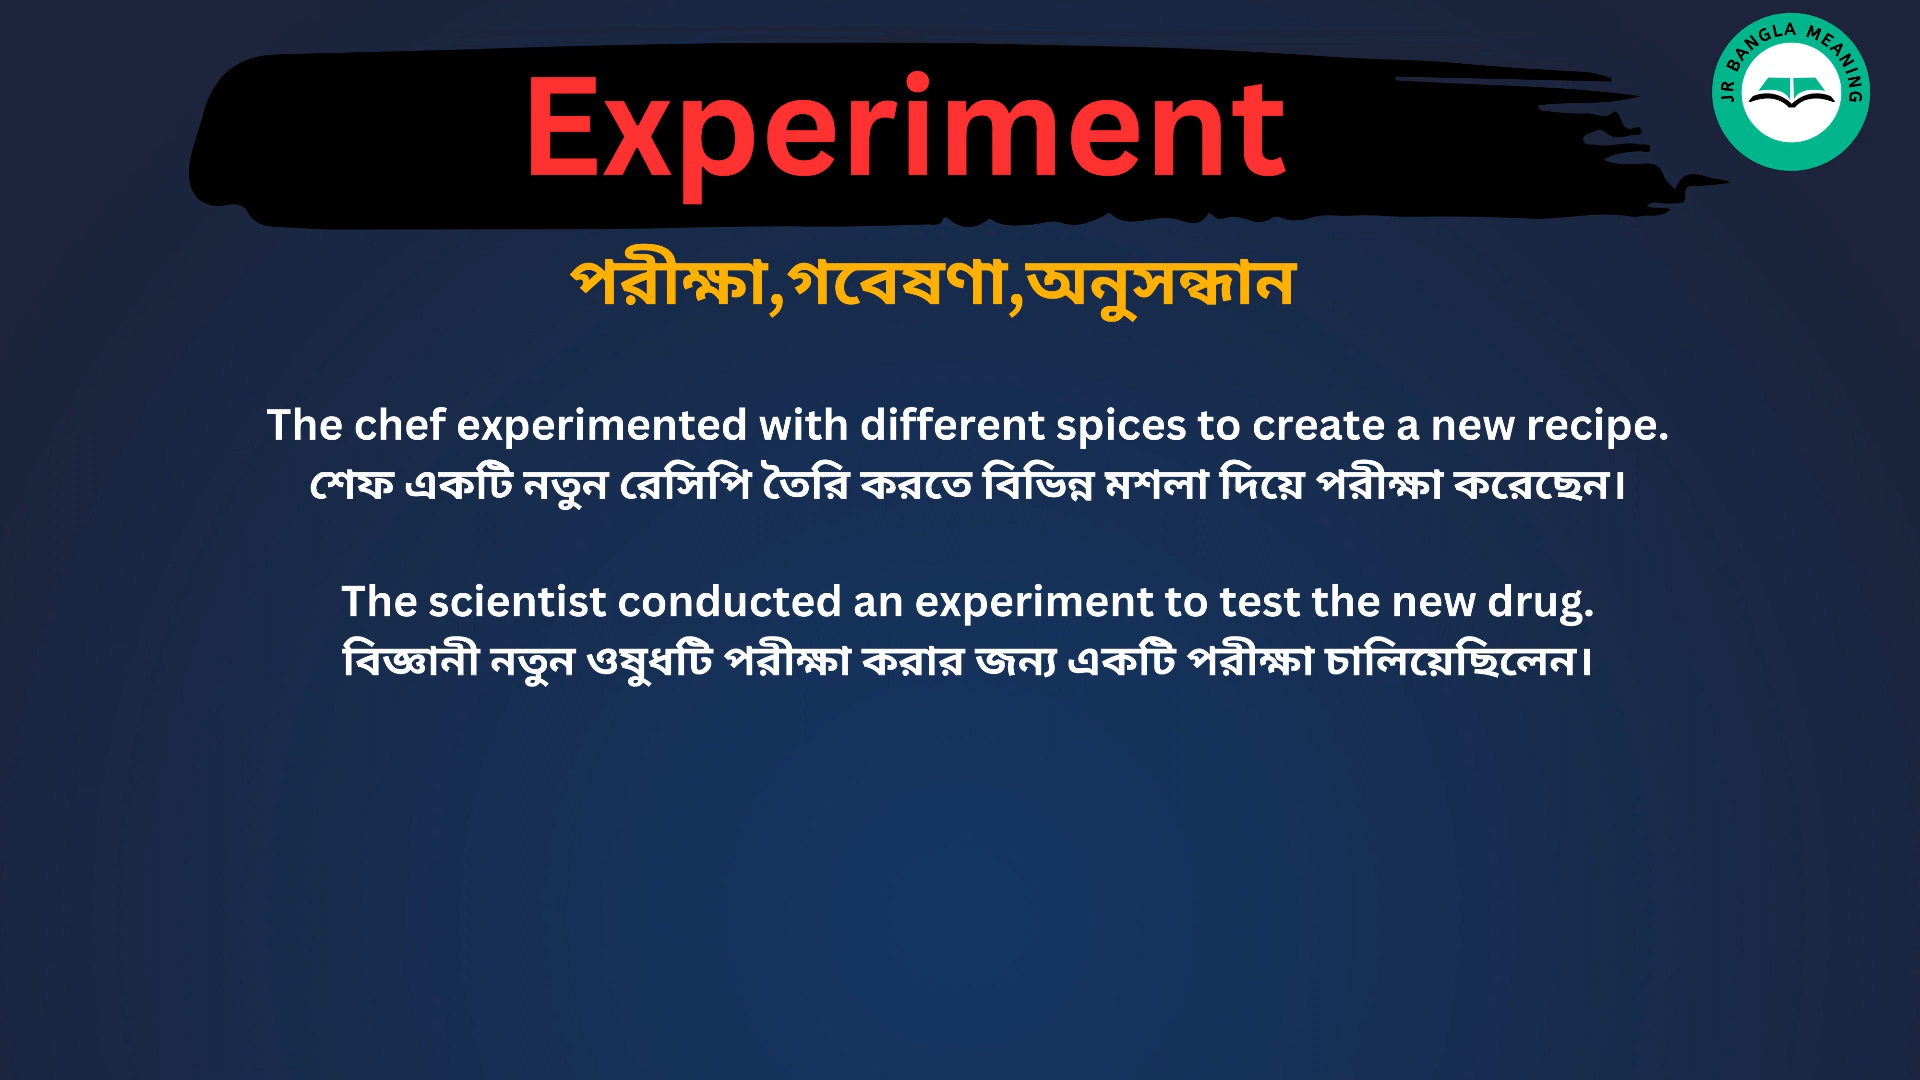 JR BANGLA MEANING
Experiment
পরীক্ষা,গবেষণা,অনুসন্ধান
The chef experimented with different spices to create a new recipe.
শেফ একটি নতুন রেসিপি তৈরি করতে বিভিন্ন মশলা দিয়ে পরীক্ষা করেছেন।
The scientist conducted an experiment to test the new drug.
বিজ্ঞানী নতুন ওষুধটি পরীক্ষা করার জন্য একটি পরীক্ষা চালিয়েছিলেন।